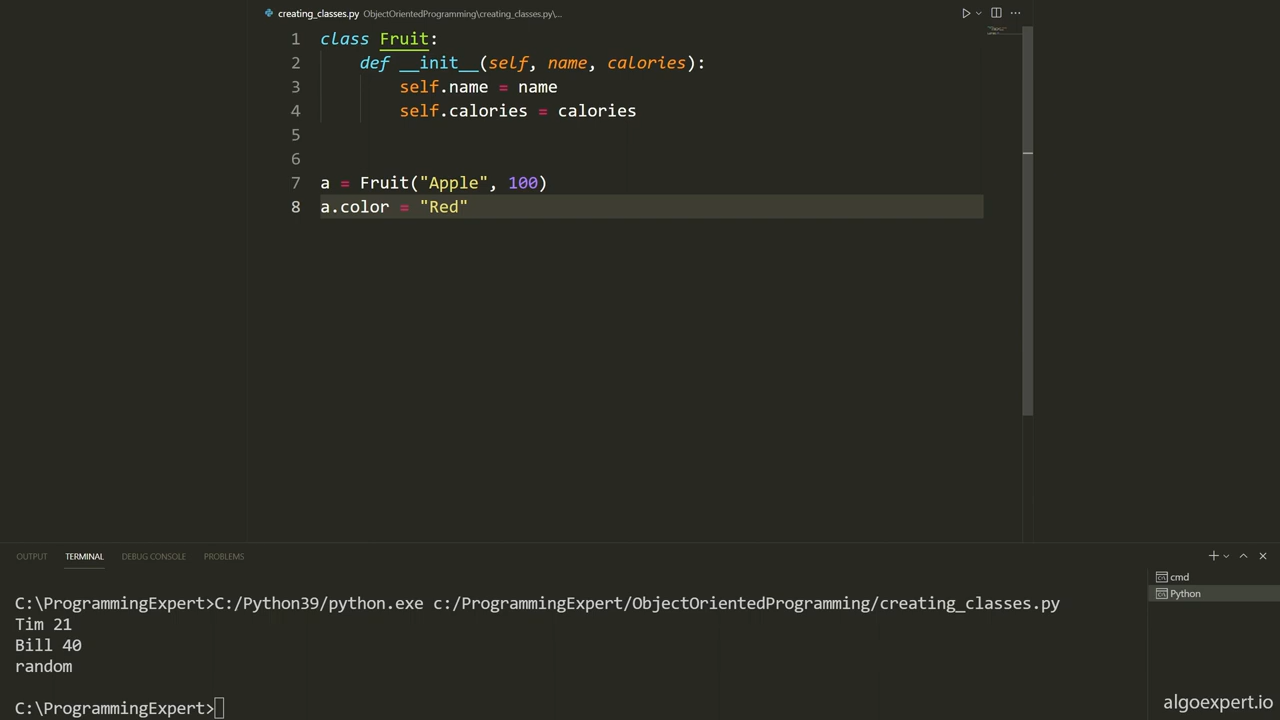 creating_classes.py ObjectOrientedProgramming\creating_classes.py\...
1 class Fruit:
2 def __init__(self, name, calories):
3 self.name = name
4 self.calories = calories
5
6
7 a = Fruit("Apple", 100)
8 a.color = "Red"
OUTPUT TERMINAL DEBUG CONSOLE PROBLEMS
cmd
Python
C:\ProgrammingExpert>C:/Python39/python.exe c:/ProgrammingExpert/ObjectOrientedProgramming/creating_classes.py
Tim 21
Bill 40
random
C:\ProgrammingExpert>
algoexpert.io